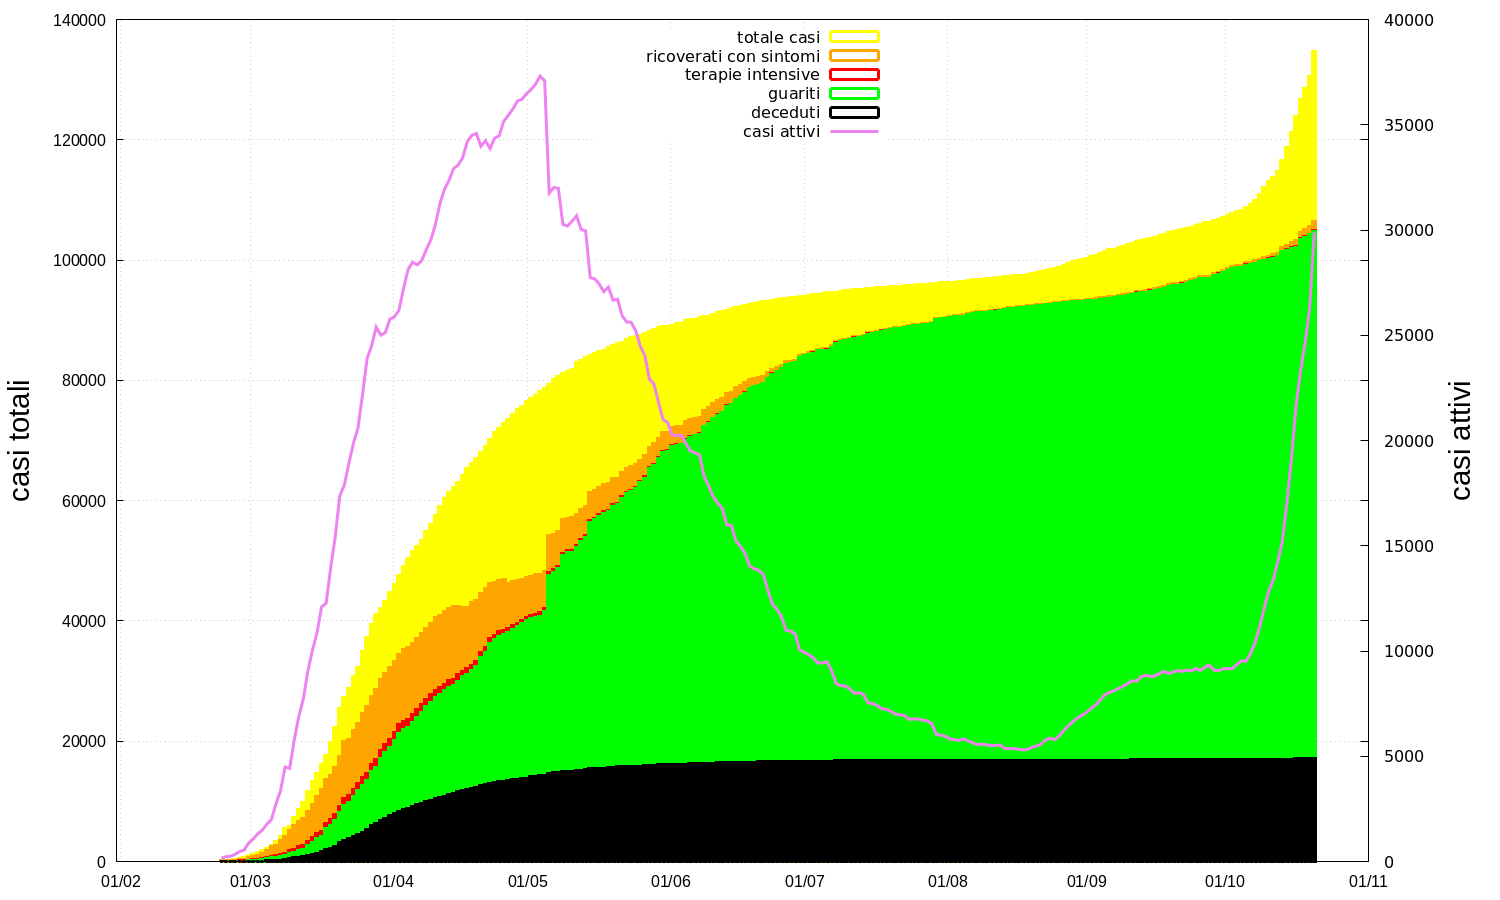 140000
120000
100000
80000
60000
40000
20000
0
casi totali
totale casi
ricoverati con sintomi
terapie intensive
guariti
deceduti
casi attivi
40000
35000
30000
25000
20000
15000
10000
5000
0
casi attivi
01/02 01/03 01/04 01/05 01/06 01/07 01/08 01/09 01/10 01/11